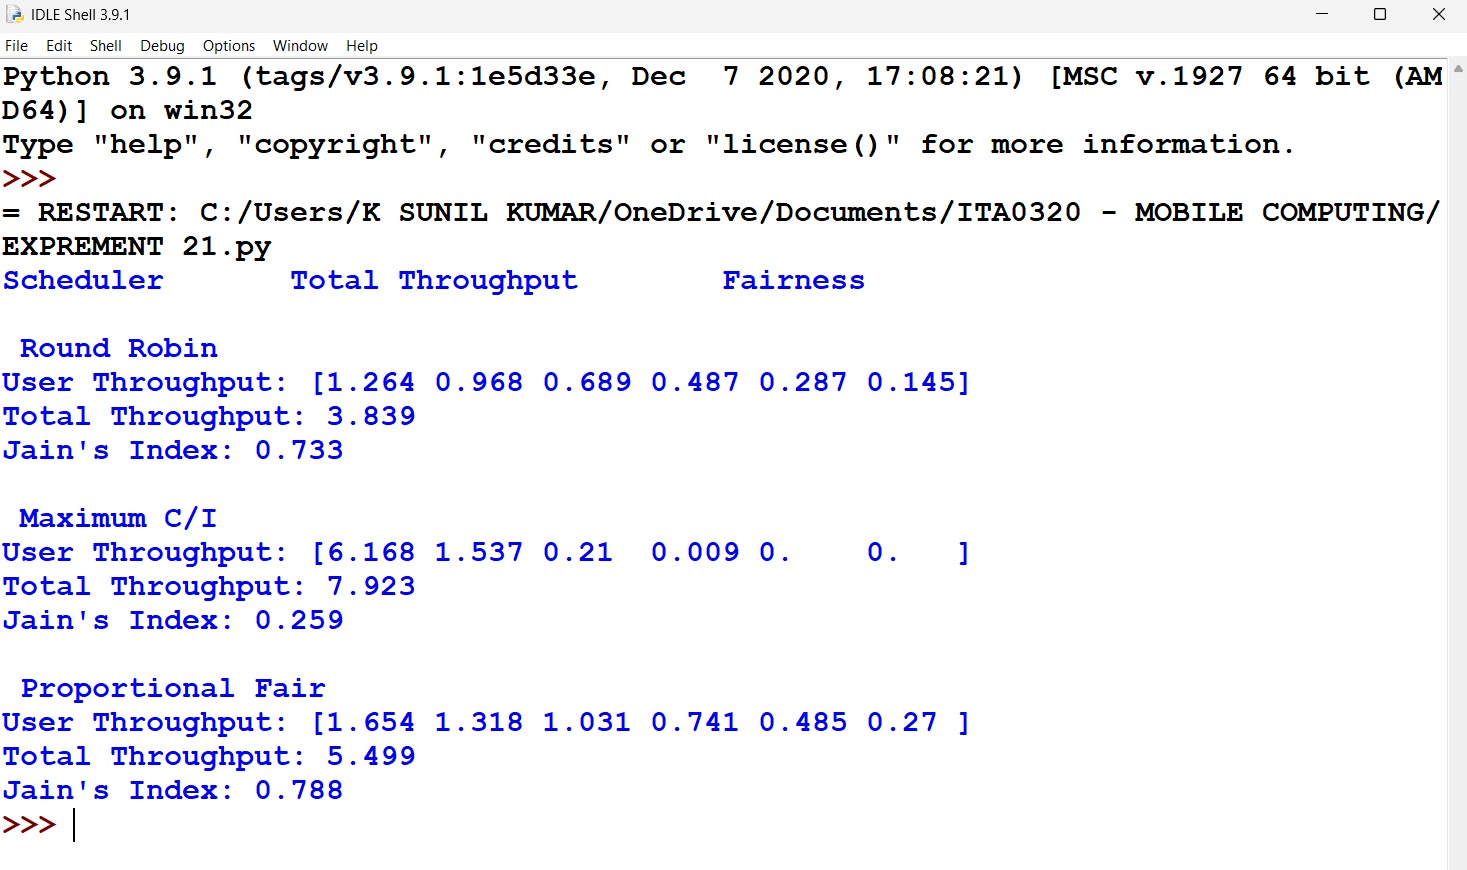 IDLE Shell 3.9.1
File Edit Shell Debug Options Window Help
Python 3.9.1 (tags/v3.9.1:1e5d33e, Dec  7 2020, 17:08:21) [MSC v.1927 64 bit (AM
D64)] on win32
Type "help", "copyright", "credits" or "license()" for more information.
>>>
= RESTART: C:/Users/K SUNIL KUMAR/OneDrive/Documents/ITA0320 - MOBILE COMPUTING/
EXPREMENT 21.py
Scheduler       Total Throughput        Fairness
Round Robin
User Throughput: [1.264 0.968 0.689 0.487 0.287 0.145]
Total Throughput: 3.839
Jain's Index: 0.733
Maximum C/I
User Throughput: [6.168 1.537 0.21  0.009 0.    0.   ]
Total Throughput: 7.923
Jain's Index: 0.259
Proportional Fair
User Throughput: [1.654 1.318 1.031 0.741 0.485 0.27 ]
Total Throughput: 5.499
Jain's Index: 0.788
>>>